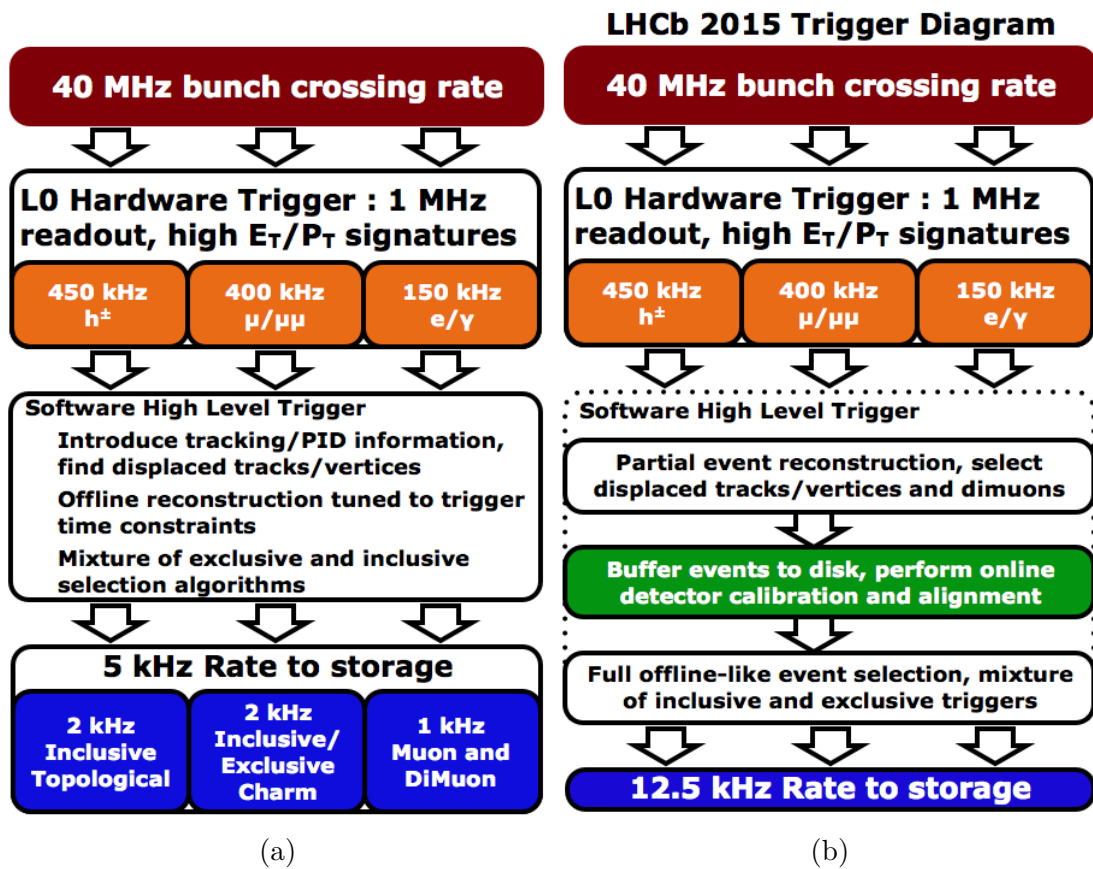 40 MHz bunch crossing rate
L0 Hardware Trigger : 1 MHz
readout, high ET/PT signatures
450 kHz
h±
400 kHz
μ/μμ
150 kHz
e/γ
Software High Level Trigger
Introduce tracking/PID information,
find displaced tracks/vertices
Offline reconstruction tuned to trigger
time constraints
Mixture of exclusive and inclusive
selection algorithms
5 kHz Rate to storage
2 kHz
Inclusive
Topological
2 kHz
Inclusive/
Exclusive
Charm
1 kHz
Muon and
DiMuon
(a)
LHCb 2015 Trigger Diagram
40 MHz bunch crossing rate
L0 Hardware Trigger : 1 MHz
readout, high ET/PT signatures
450 kHz
h±
400 kHz
μ/μμ
150 kHz
e/γ
Software High Level Trigger
Partial event reconstruction, select
displaced tracks/vertices and dimuons
Buffer events to disk, perform online
detector calibration and alignment
Full offline-like event selection, mixture
of inclusive and exclusive triggers
12.5 kHz Rate to storage
(b)